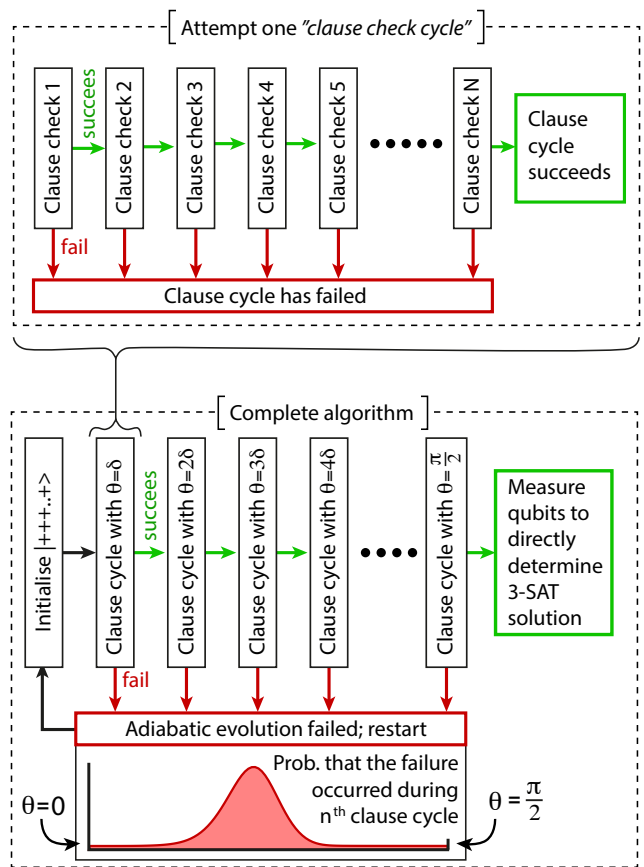 Attempt one "clause check cycle"
Clause check 1
succees
Clause check 2
Clause check 3
Clause check 4
Clause check 5
Clause check N
Clause
cycle
succeeds
fail
Clause cycle has failed
Complete algorithm
Initialise |+++..+>
Clause cycle with θ=δ
succees
Clause cycle with θ=2δ
Clause cycle with θ=3δ
Clause cycle with θ=4δ
Clause cycle with θ=π/2
Measure
qubits to
directly
determine
3-SAT
solution
fail
Adiabatic evolution failed; restart
Prob. that the failure
occurred during
nth clause cycle
θ=0
θ = π/2